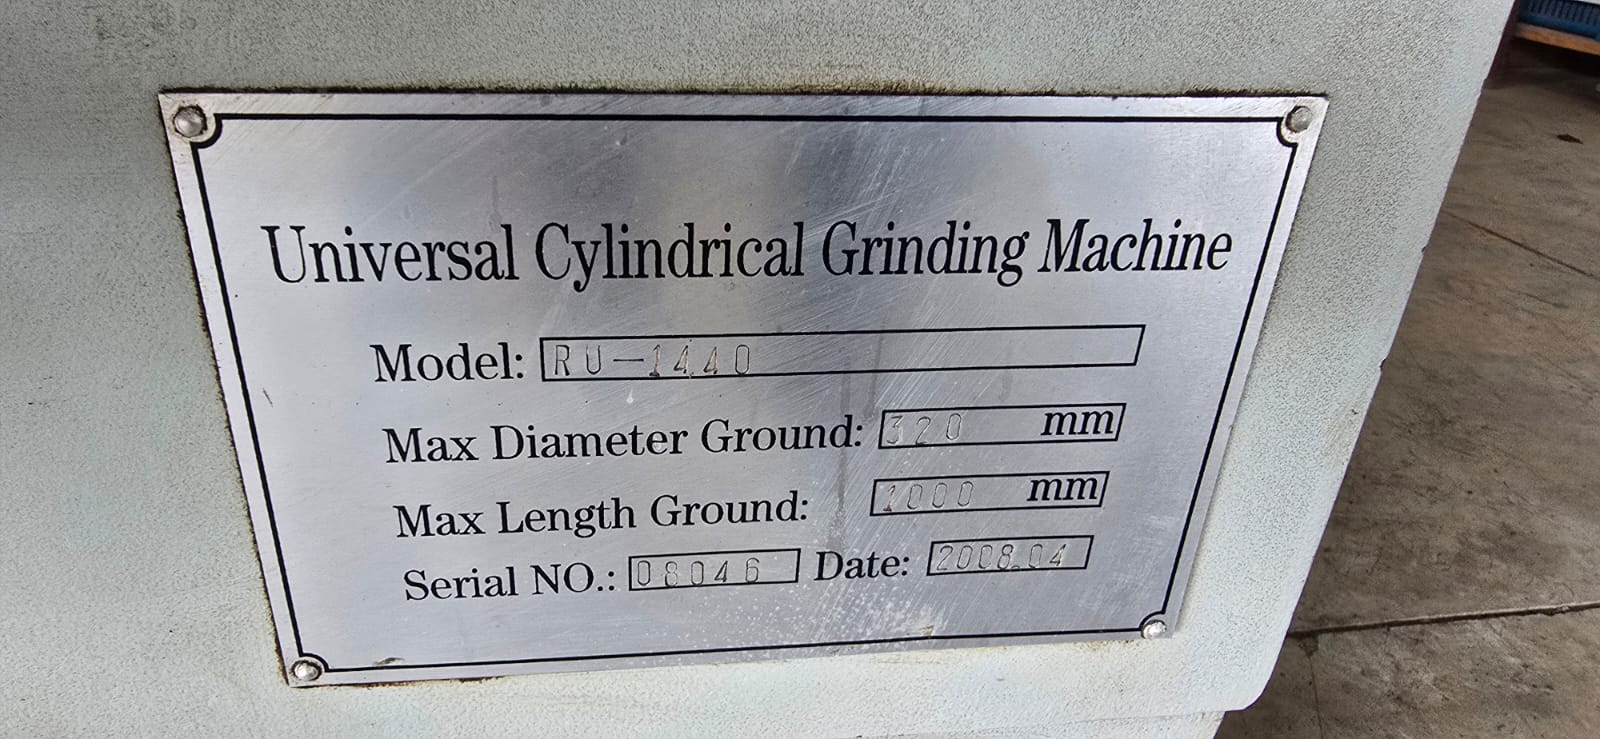 Universal Cylindrical Grinding Machine
Model: RU-1440
Max Diameter Ground: 320 mm
Max Length Ground: 1000 mm
Serial NO.: 08046 Date: 2008.04